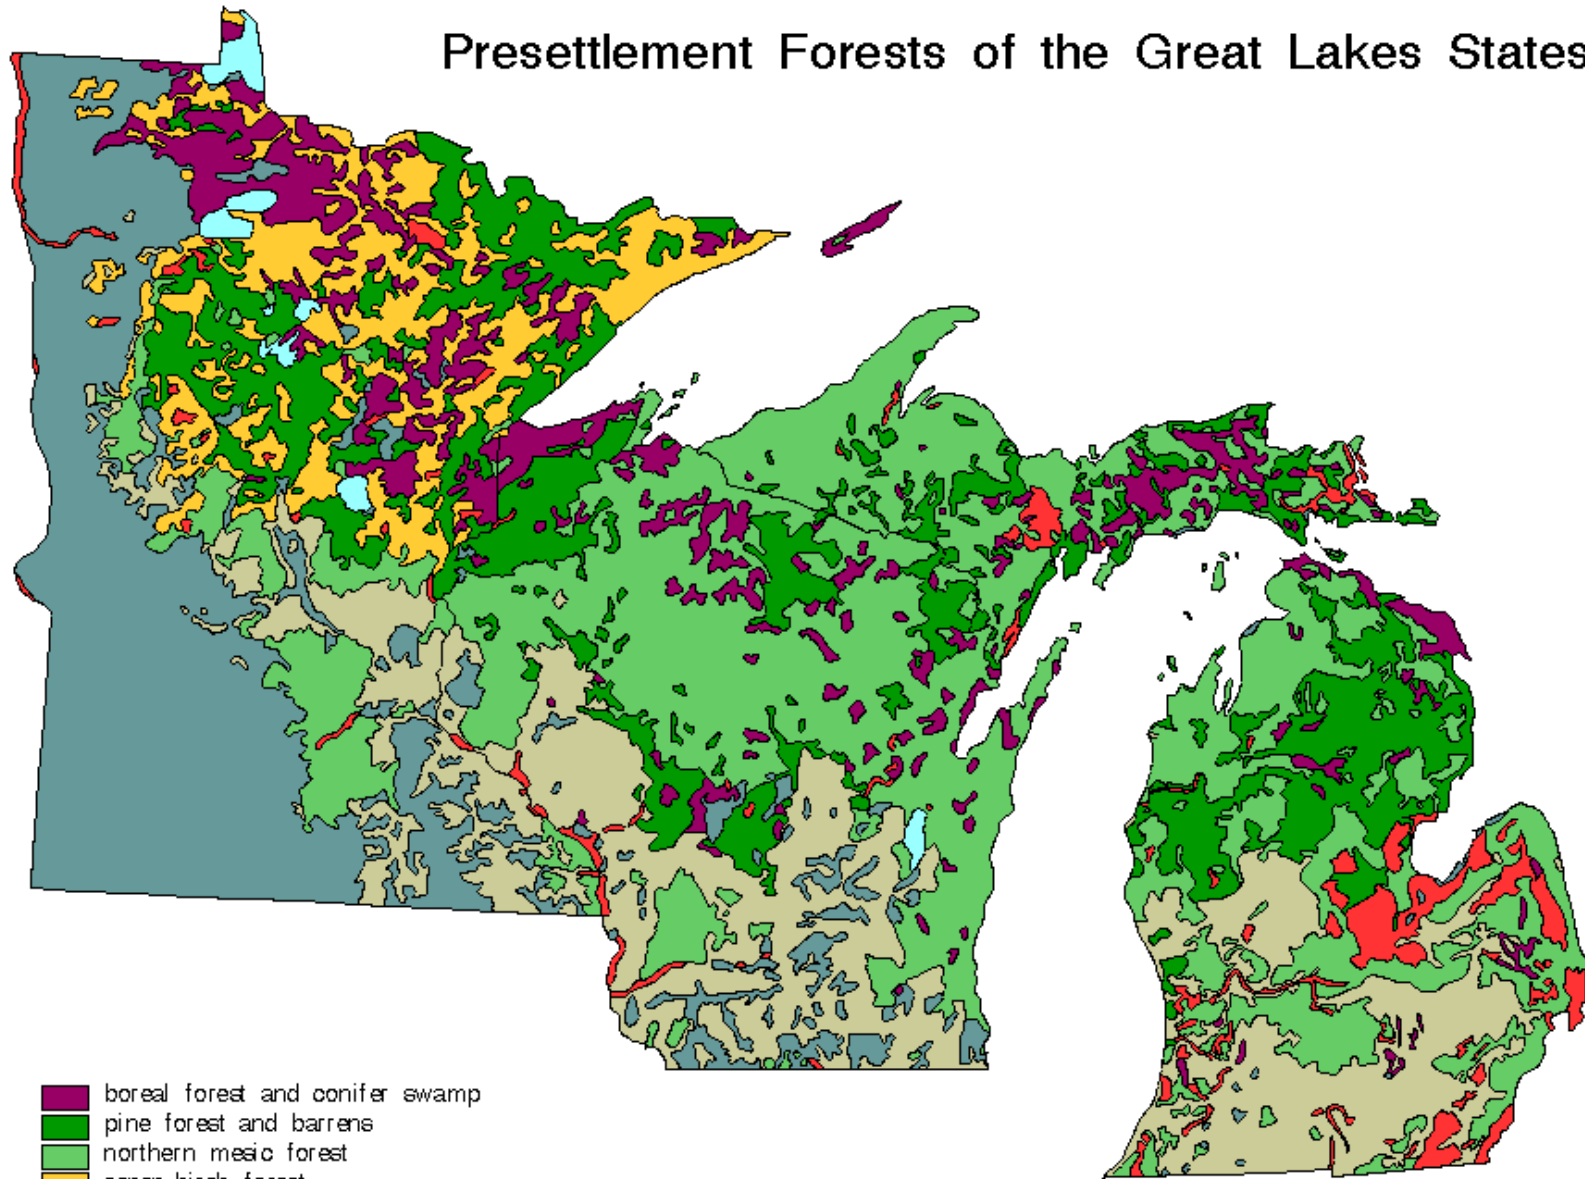 Presettlement Forests of the Great Lakes States
boreal forest and conifer swamp
pine forest and barrens
northern mesic forest
forest